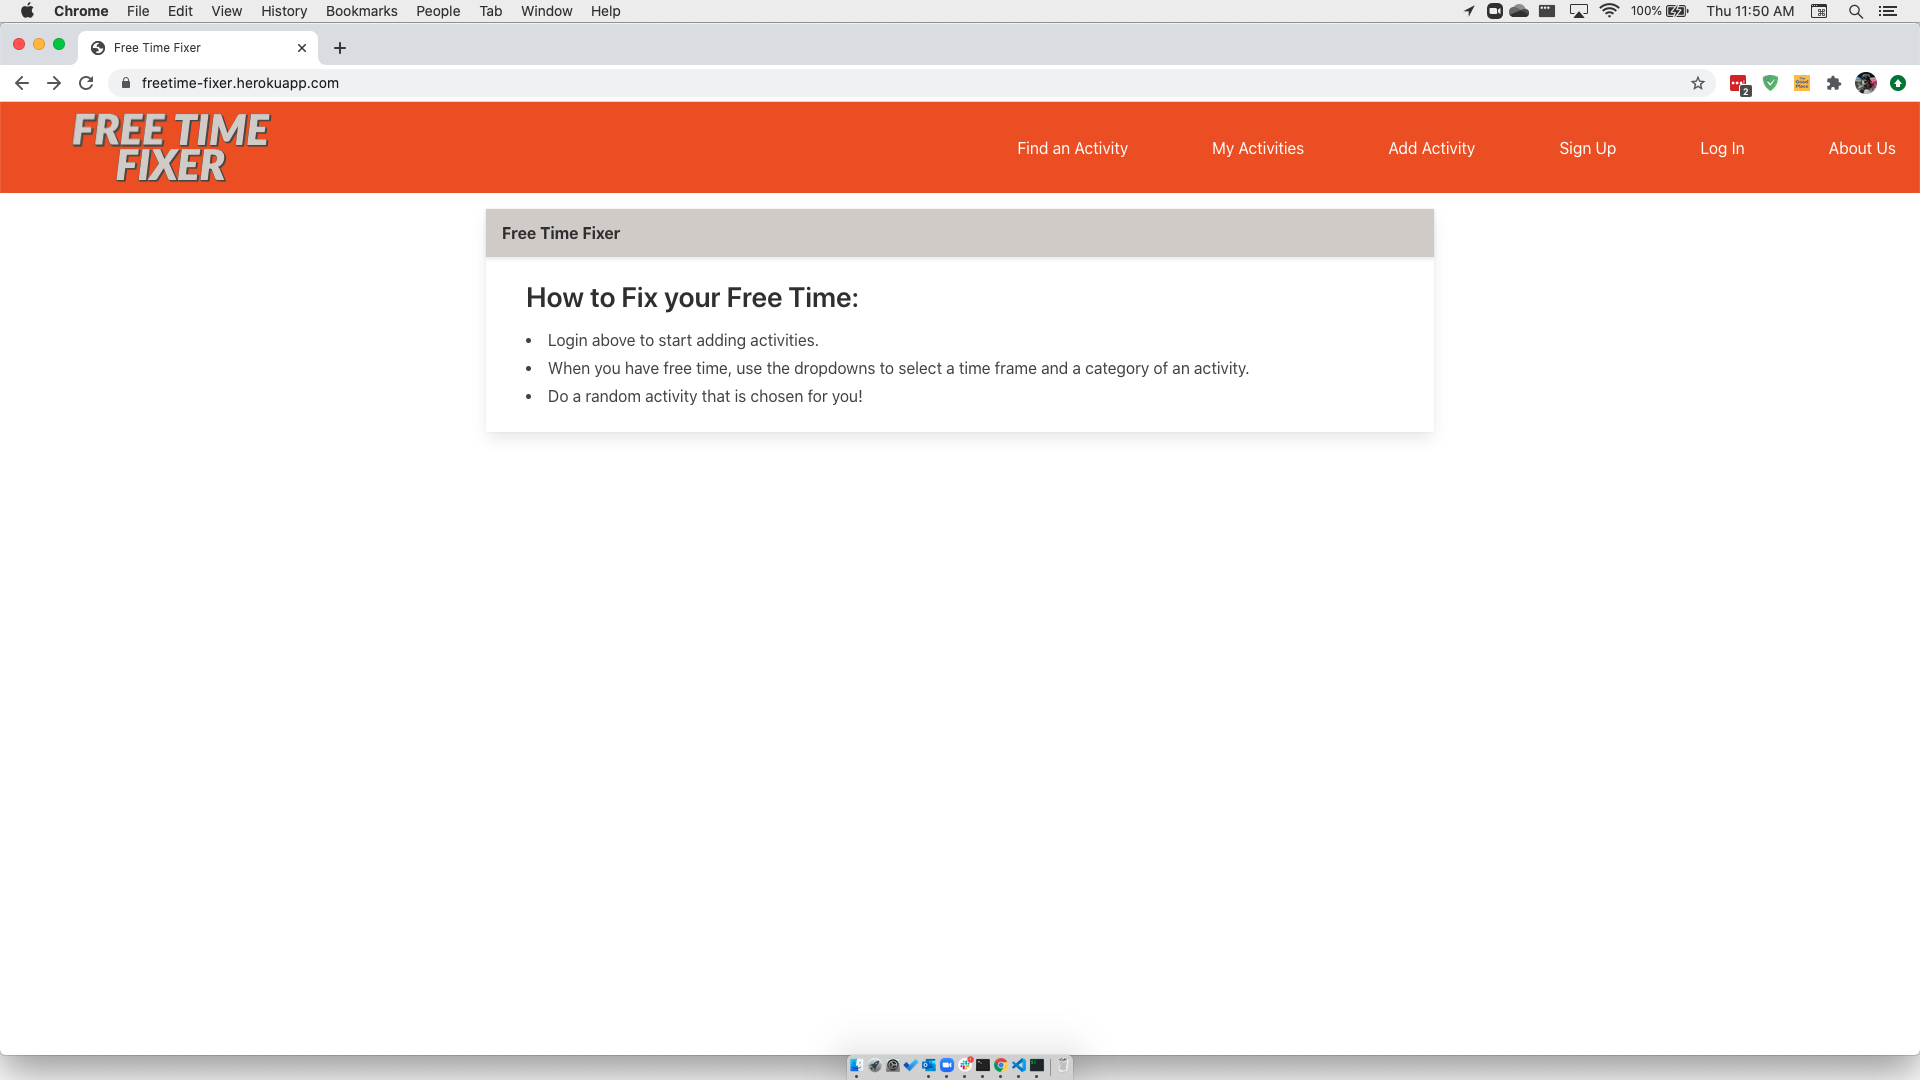 Chrome File Edit View History Bookmarks People Tab Window Help 100% Thu 11:50 AM
Free Time Fixer
freetime-fixer.herokuapp.com
2
FREE TIME
FIXER
Find an Activity My Activities Add Activity Sign Up Log In About Us
Free Time Fixer
How to Fix your Free Time:
• Login above to start adding activities.
• When you have free time, use the dropdowns to select a time frame and a category of an activity.
• Do a random activity that is chosen for you!